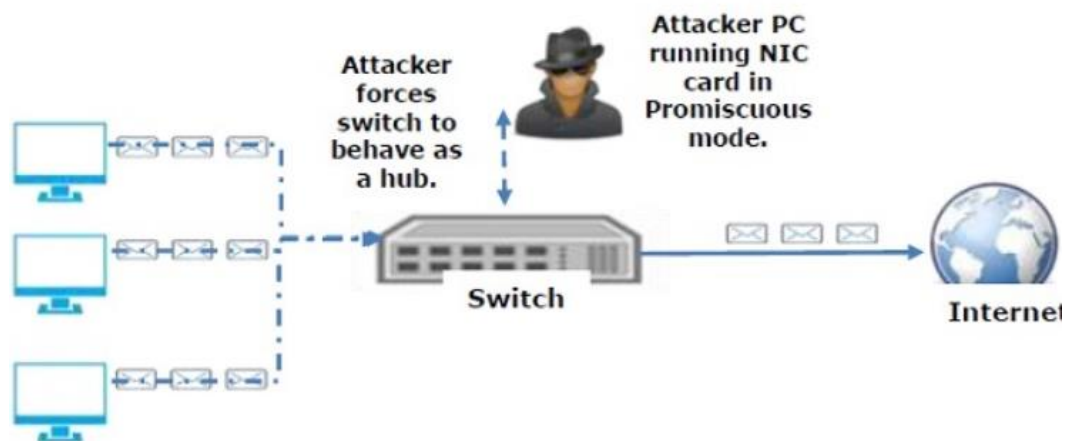 Attacker
forces
switch to
behave as
a hub.
Attacker PC
running NIC
card in
Promiscuous
mode.
Switch
Internet